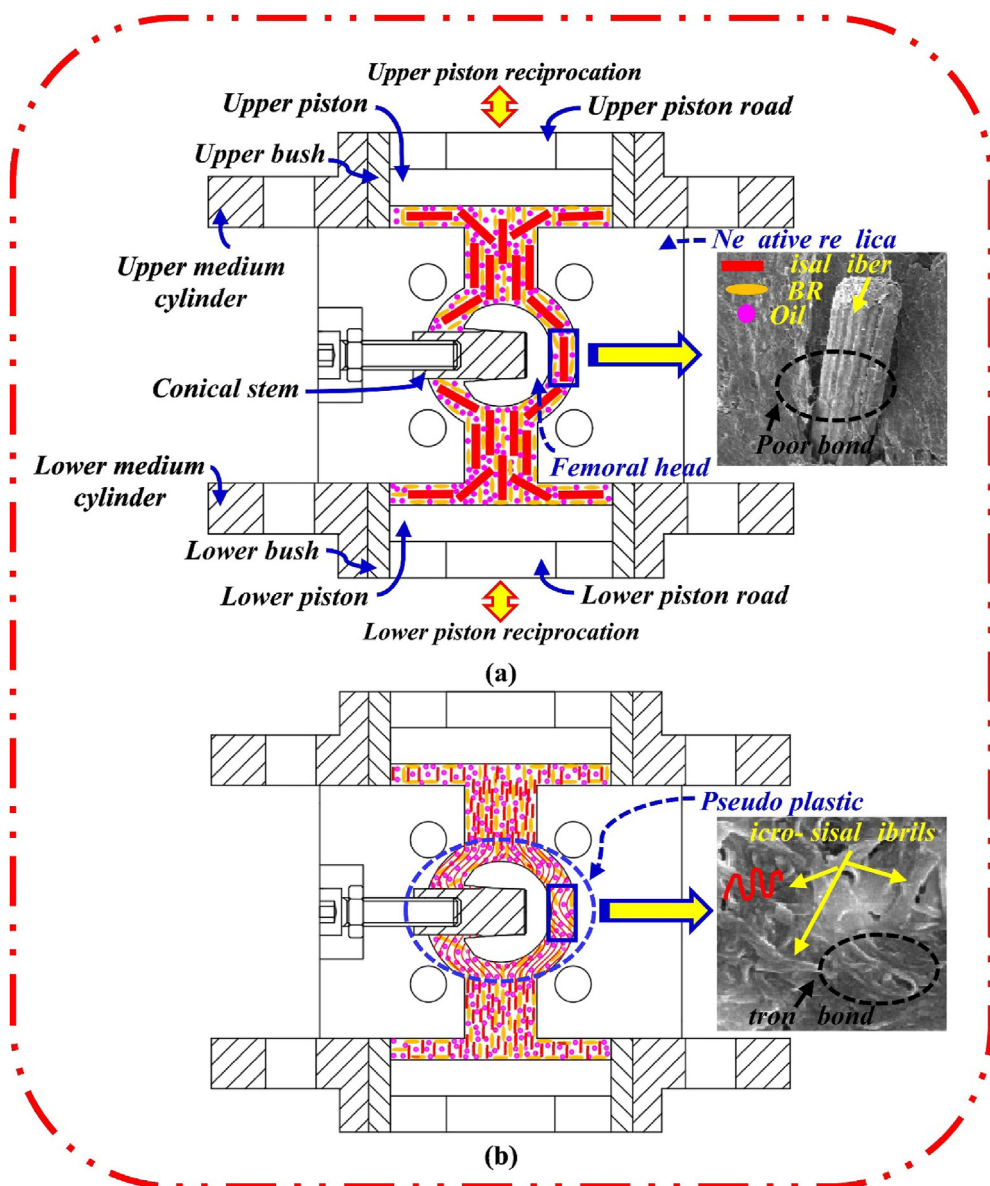 Upper piston reciprocation
Upper piston
Upper piston road
Upper bush
Upper medium
cylinder
Ne ative re lica
isal iber
BR
Oil
Conical stem
Poor bond
Femoral head
Lower medium
cylinder
Lower bush
Lower piston
Lower piston road
Lower piston reciprocation
(a)
Pseudo plastic
icro- sisal ibrils
tron bond
(b)